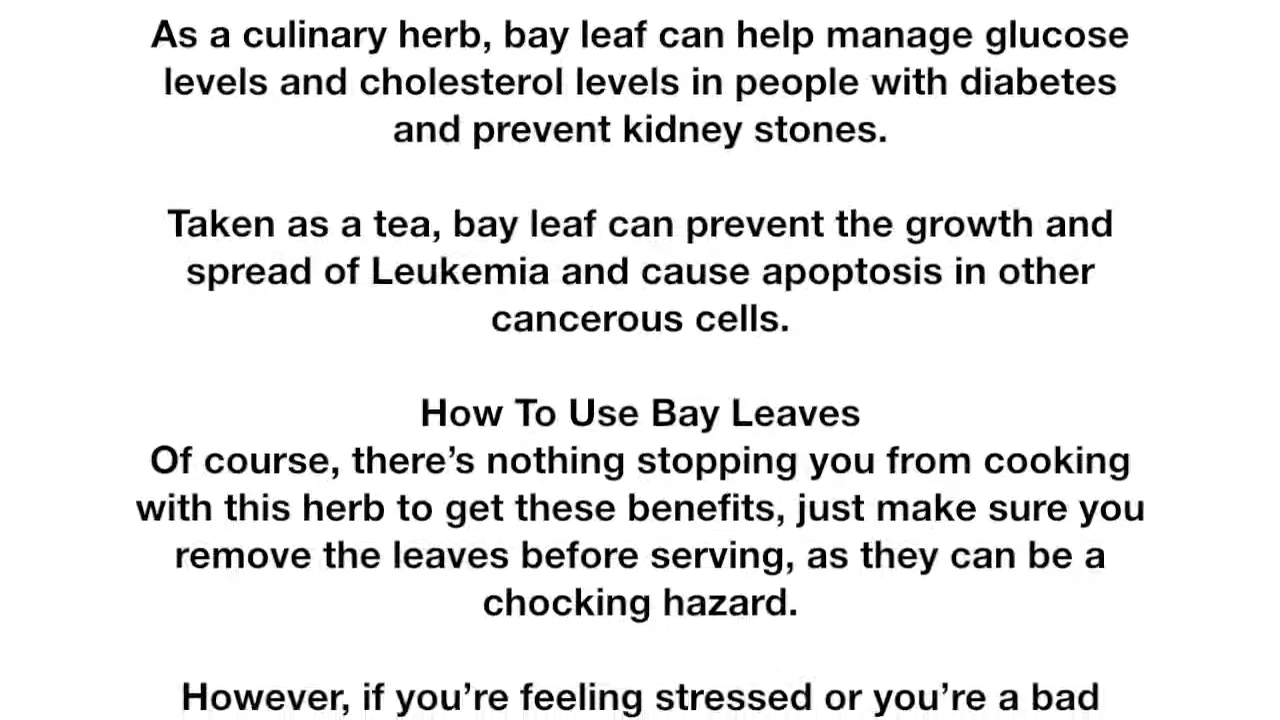 As a culinary herb, bay leaf can help manage glucose
levels and cholesterol levels in people with diabetes
and prevent kidney stones.
Taken as a tea, bay leaf can prevent the growth and
spread of Leukemia and cause apoptosis in other
cancerous cells.
How To Use Bay Leaves
Of course, there’s nothing stopping you from cooking
with this herb to get these benefits, just make sure you
remove the leaves before serving, as they can be a
chocking hazard.
However, if you’re feeling stressed or you’re a bad